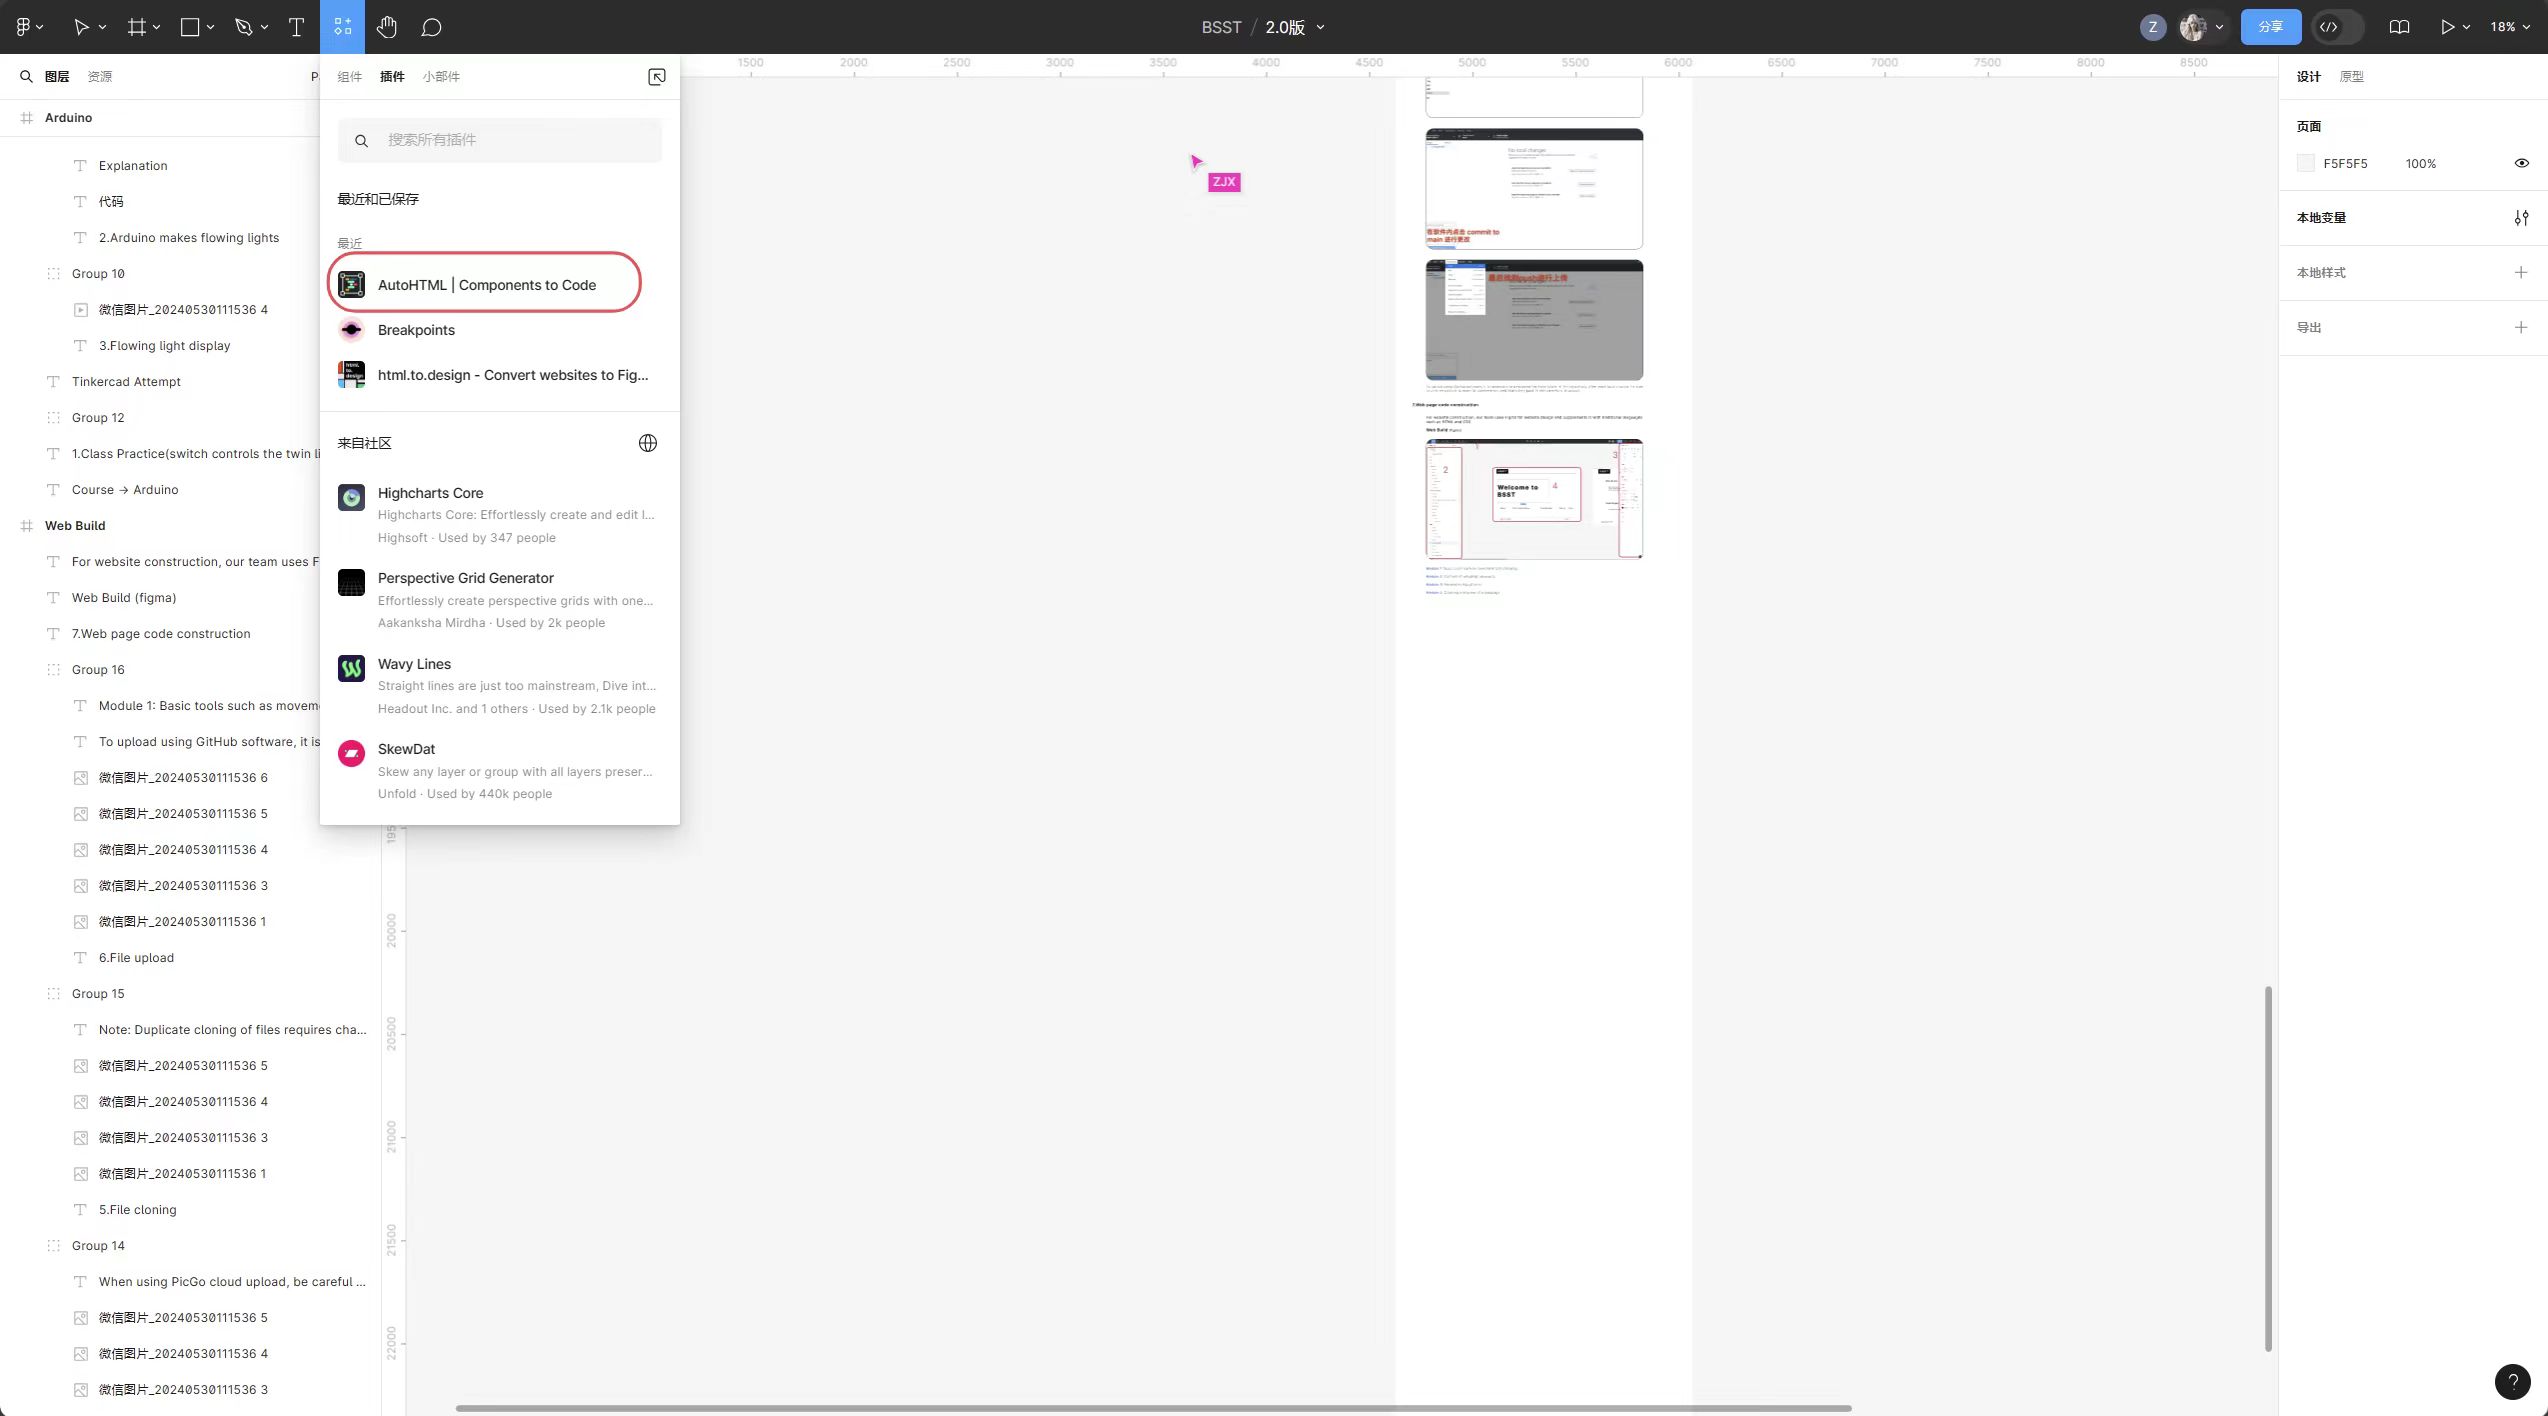 BSST / 2.0版
Z
分享
18%
图层
资源
P
组件
插件
小部件
1500
2000
2500
3000
3500
4000
4500
5000
5500
6000
6500
7000
7500
8000
8500
设计
原型
Arduino
Explanation
代码
2.Arduino makes flowing lights
Group 10
微信图片_20240530111536 4
3.Flowing light display
Tinkercad Attempt
Group 12
1.Class Practice(switch controls the twin li
Course → Arduino
Web Build
For website construction, our team uses F
Web Build (figma)
7.Web page code construction
Group 16
Module 1: Basic tools such as movem
To upload using GitHub software, it is
微信图片_20240530111536 6
微信图片_20240530111536 5
微信图片_20240530111536 4
微信图片_20240530111536 3
微信图片_20240530111536 1
6.File upload
Group 15
Note: Duplicate cloning of files requires cha...
微信图片_20240530111536 5
微信图片_20240530111536 4
微信图片_20240530111536 3
微信图片_20240530111536 1
5.File cloning
Group 14
When using PicGo cloud upload, be careful ...
微信图片_20240530111536 5
微信图片_20240530111536 4
微信图片_20240530111536 3
搜索所有插件
最近和已保存
最近
AutoHTML | Components to Code
Breakpoints
html.to.design - Convert websites to Fig...
来自社区
Highcharts Core
Highcharts Core: Effortlessly create and edit I...
Highsoft · Used by 347 people
Perspective Grid Generator
Effortlessly create perspective grids with one...
Aakanksha Mirdha · Used by 2k people
Wavy Lines
Straight lines are just too mainstream, Dive int...
Headout Inc. and 1 others · Used by 2.1k people
SkewDat
Skew any layer or group with all layers preser...
Unfold · Used by 440k people
20000
20500
21000
21500
22000
ZJX
No local changes
在软件内点击 commit to
main 进行更改
7.Web page code construction
Web Build (figma)
2
3
4
Welcome to
BSST
页面
F5F5F5
100%
本地变量
本地样式
导出
?